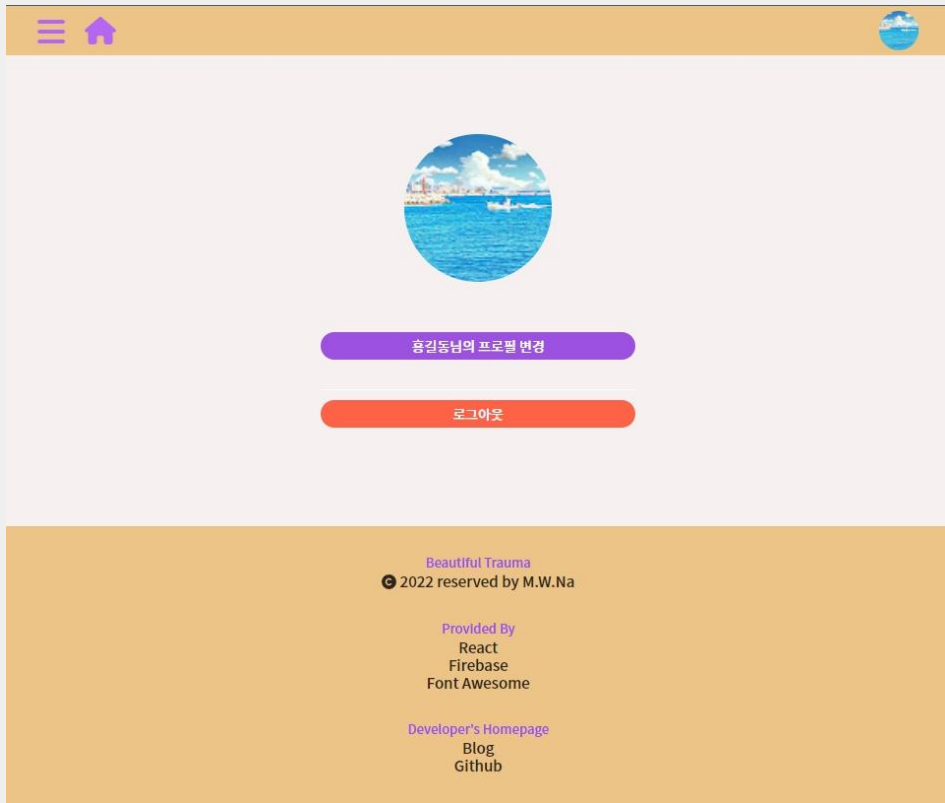 홍길동님의 프로필 변경
로그아웃
Beautiful Trauma
© 2022 reserved by M.W.Na
Provided By
React
Firebase
Font Awesome
Developer's Homepage
Blog
Github